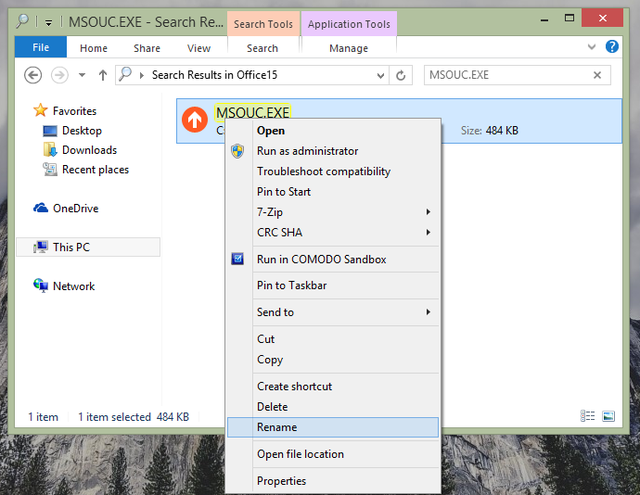 MSOUC.EXE - Search Re...
Search Tools
Application Tools
File
Home
Share
View
Search
Manage
Search Results in Office15
MSOUC.EXE
Favorites
Desktop
Downloads
Recent places
OneDrive
This PC
Network
MSOUC.EXE
Size: 484 KB
Open
Run as administrator
Troubleshoot compatibility
Pin to Start
7-Zip
CRC SHA
Run in COMODO Sandbox
Pin to Taskbar
Send to
Cut
Copy
Create shortcut
Delete
Rename
Open file location
Properties
1 item
1 item selected 484 KB